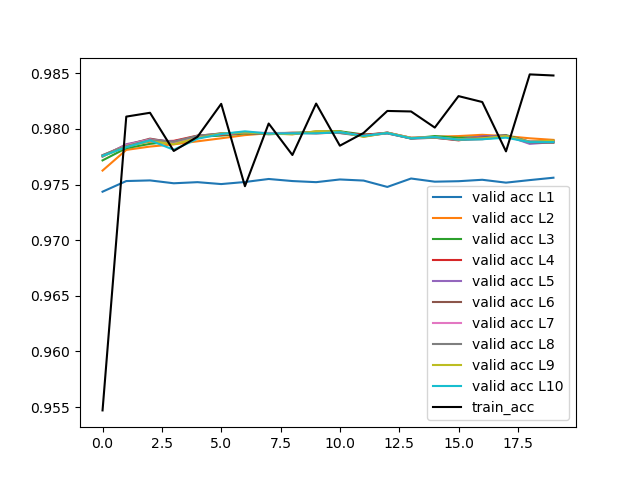 0.985
0.980
0.975
0.970
0.965
0.960
0.955
0.0 2.5 5.0 7.5 10.0 12.5 15.0 17.5
valid acc L1
valid acc L2
valid acc L3
valid acc L4
valid acc L5
valid acc L6
valid acc L7
valid acc L8
valid acc L9
valid acc L10
train_acc